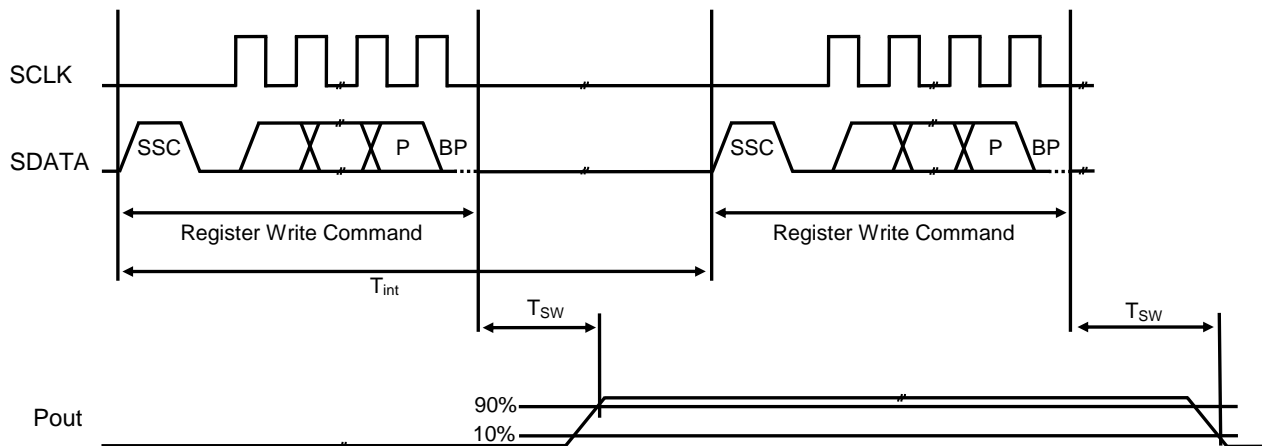 SCLK
SDATA
SSC
P
BP
SSC
P
BP
Register Write Command
Register Write Command
Tint
TSW
TSW
Pout
90%
10%